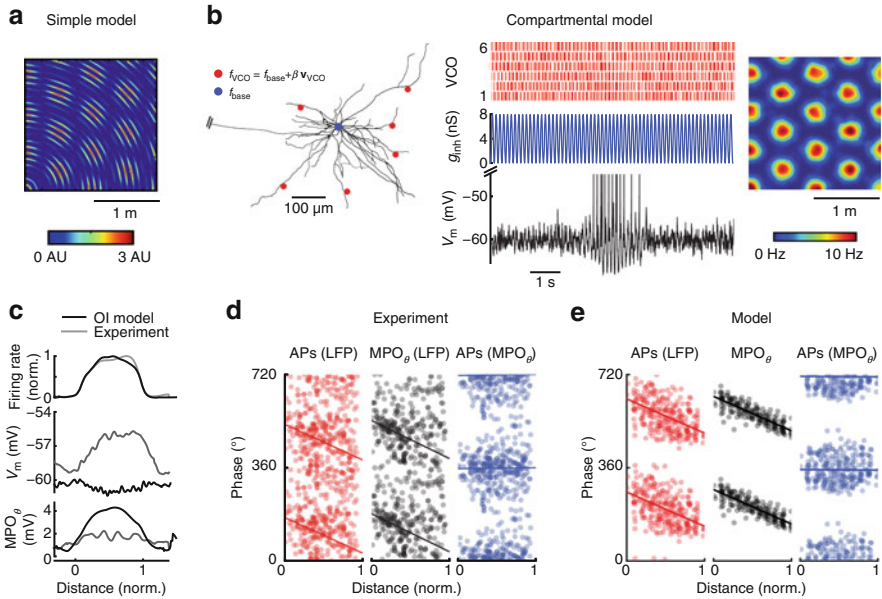 a
Simple model
1 m
0 AU
3 AU
b
Compartmental model
f_VCO = f_base + β v_VCO
f_base
100 µm
VCO
6
1
g_inh (nS)
8
4
0
V_m (mV)
−50
−60
1 s
1 m
0 Hz
10 Hz
c
OI model
Experiment
Firing rate
(norm.)
1
0
V_m (mV)
−54
−57
−60
MPO_θ
(mV)
4
2
0
0
1
Distance (norm.)
d
Experiment
APs (LFP)
MPO_θ (LFP)
APs (MPO_θ)
Phase (°)
720
360
0
0
1
0
1
0
1
Distance (norm.)
e
Model
APs (LFP)
MPO_θ
APs (MPO_θ)
Phase (°)
720
360
0
0
1
0
1
0
1
Distance (norm.)